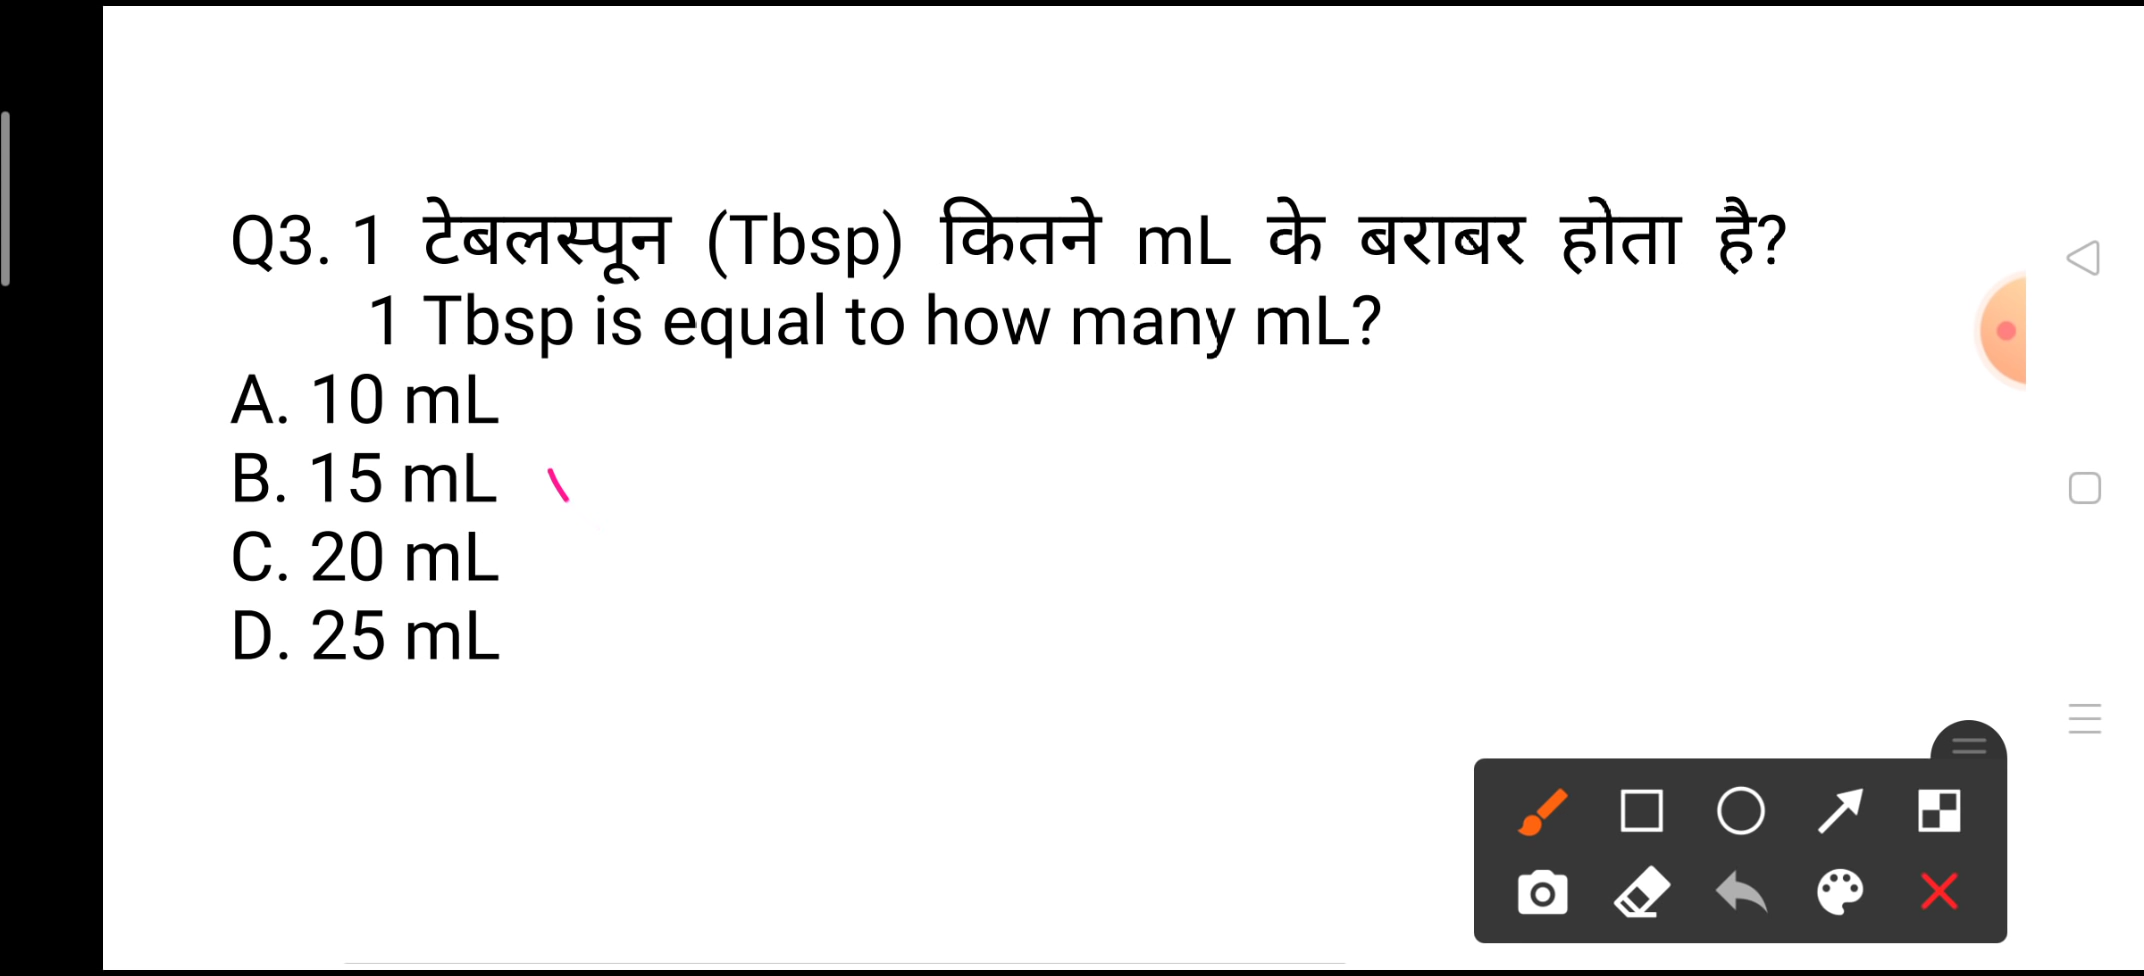 Q3. 1 टेबलस्पून (Tbsp) कितने mL के बराबर होता है?
1 Tbsp is equal to how many mL?
A. 10 mL
B. 15 mL
C. 20 mL
D. 25 mL